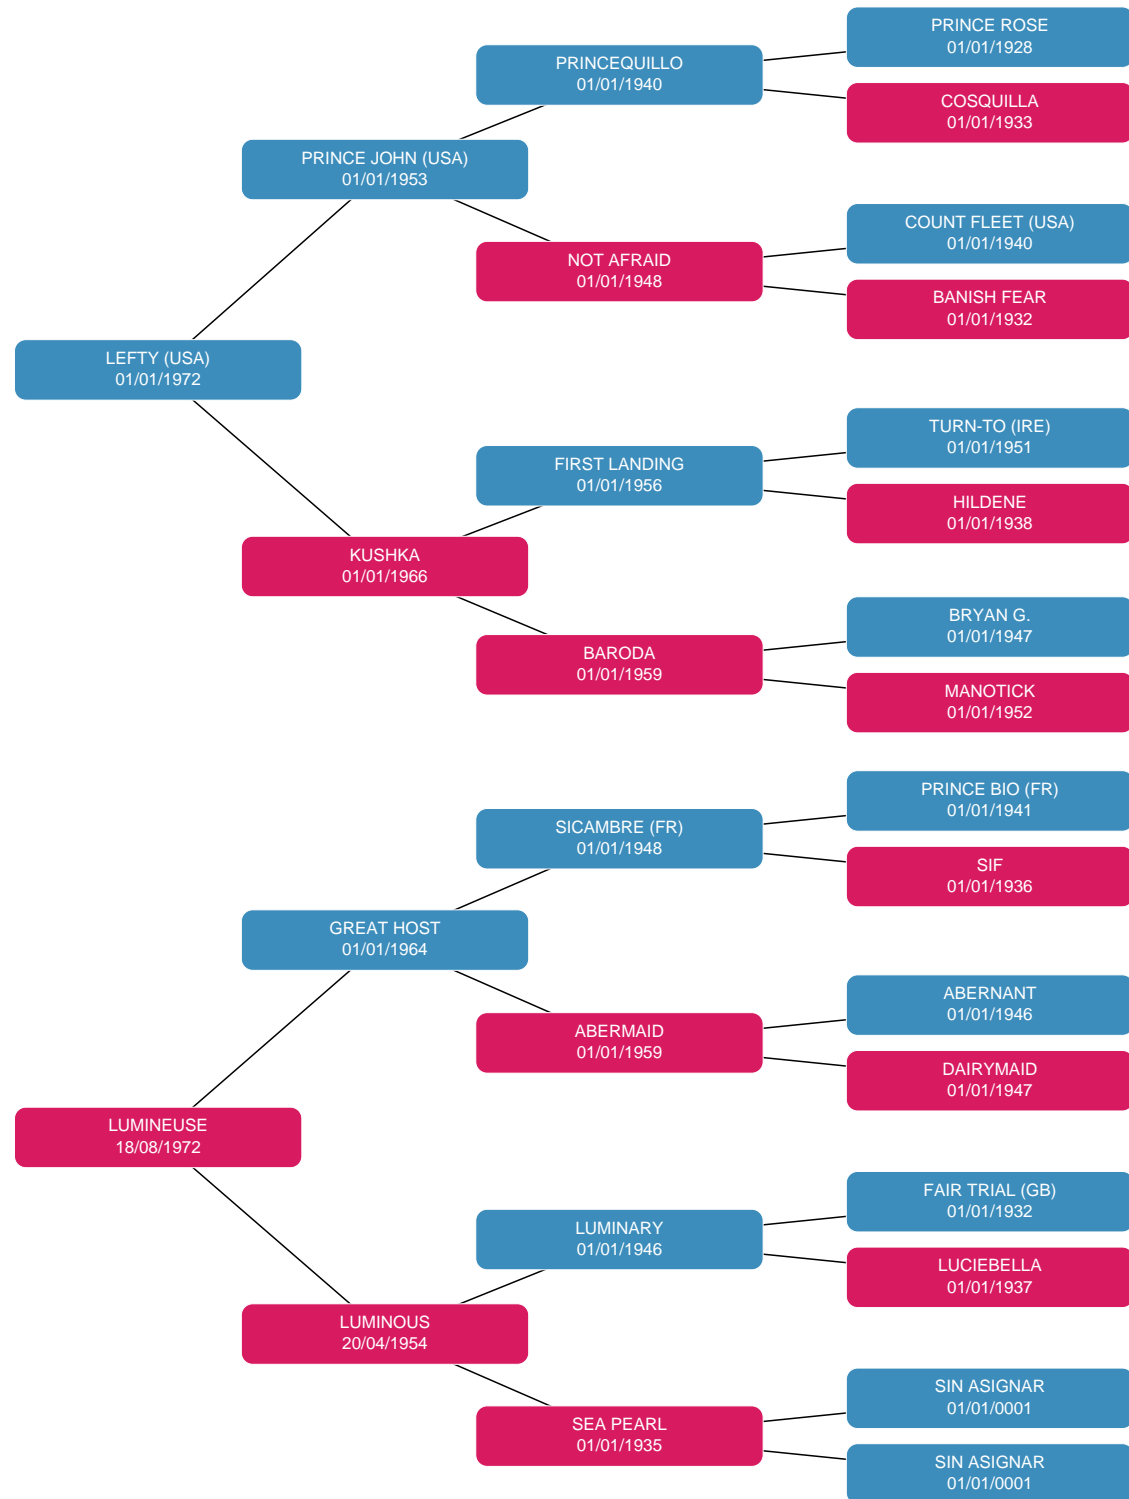 PRINCE ROSE
01/01/1928
PRINCEQUILLO
01/01/1940
COSQUILLA
01/01/1933
PRINCE JOHN (USA)
01/01/1953
COUNT FLEET (USA)
01/01/1940
NOT AFRAID
01/01/1948
BANISH FEAR
01/01/1932
LEFTY (USA)
01/01/1972
TURN-TO (IRE)
01/01/1951
FIRST LANDING
01/01/1956
HILDENE
01/01/1938
KUSHKA
01/01/1966
BRYAN G.
01/01/1947
BARODA
01/01/1959
MANOTICK
01/01/1952
PRINCE BIO (FR)
01/01/1941
SICAMBRE (FR)
01/01/1948
SIF
01/01/1936
GREAT HOST
01/01/1964
ABERNANT
01/01/1946
ABERMAID
01/01/1959
DAIRYMAID
01/01/1947
LUMINEUSE
18/08/1972
FAIR TRIAL (GB)
01/01/1932
LUMINARY
01/01/1946
LUCIEBELLA
01/01/1937
LUMINOUS
20/04/1954
SIN ASIGNAR
01/01/0001
SEA PEARL
01/01/1935
SIN ASIGNAR
01/01/0001